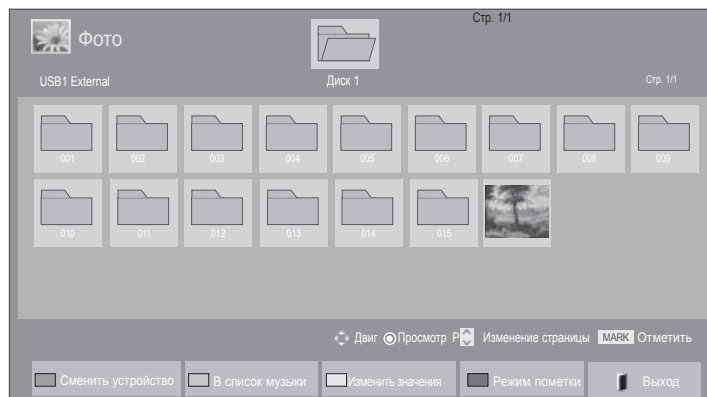 Стр. 1/1
Фото
USB1 External
Диск 1
Стр. 1/1
001 002 003 004 005 006 007 008 009
010 011 012 013 014 015
Двиг Просмотр P Изменение страницы MARK Отметить
Сменить устройство В список музыки Изменить значения Режим пометки Выход